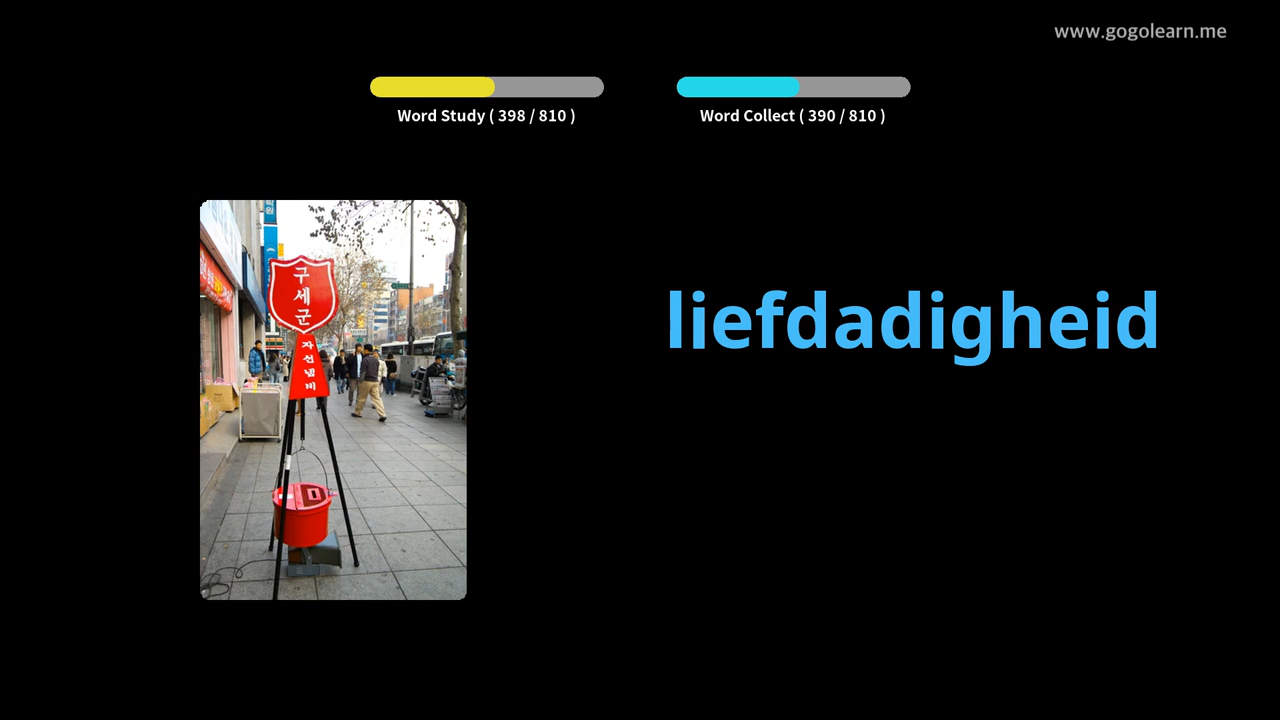 www.gogolearn.me
Word Study ( 398 / 810 )
Word Collect ( 390 / 810 )
구
세
군
자
선
냄
비
liefdadigheid